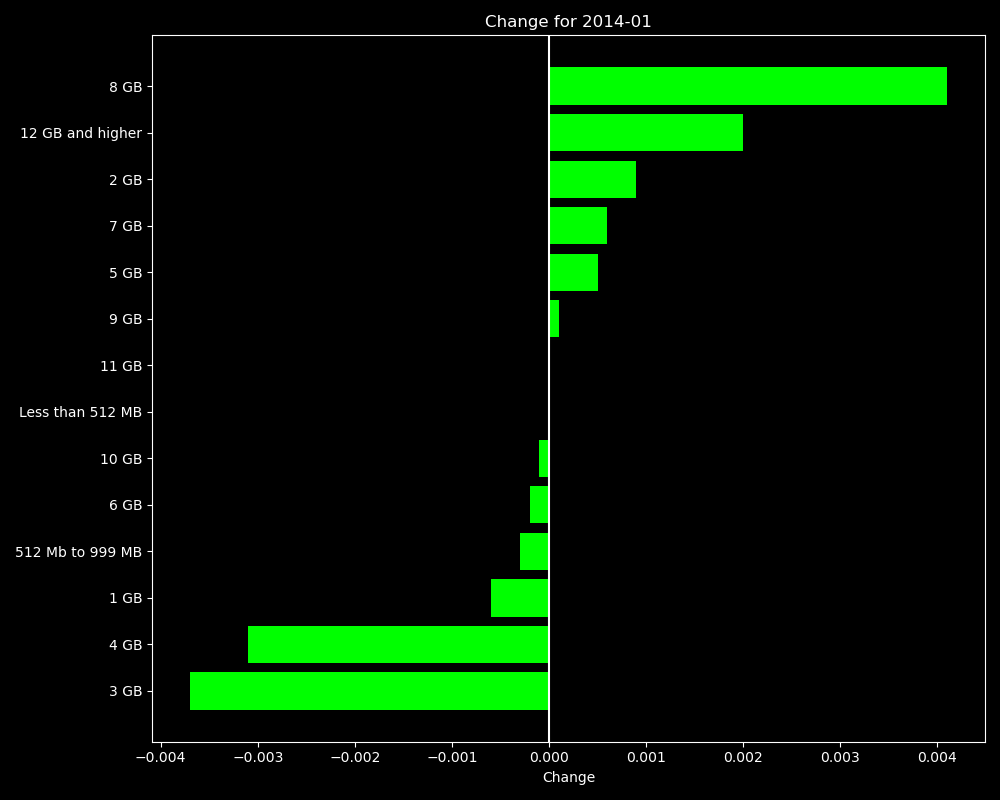 Change for 2014-01
8 GB
12 GB and higher
2 GB
7 GB
5 GB
9 GB
11 GB
Less than 512 MB
10 GB
6 GB
512 Mb to 999 MB
1 GB
4 GB
3 GB
−0.004 −0.003 −0.002 −0.001 0.000 0.001 0.002 0.003 0.004
Change